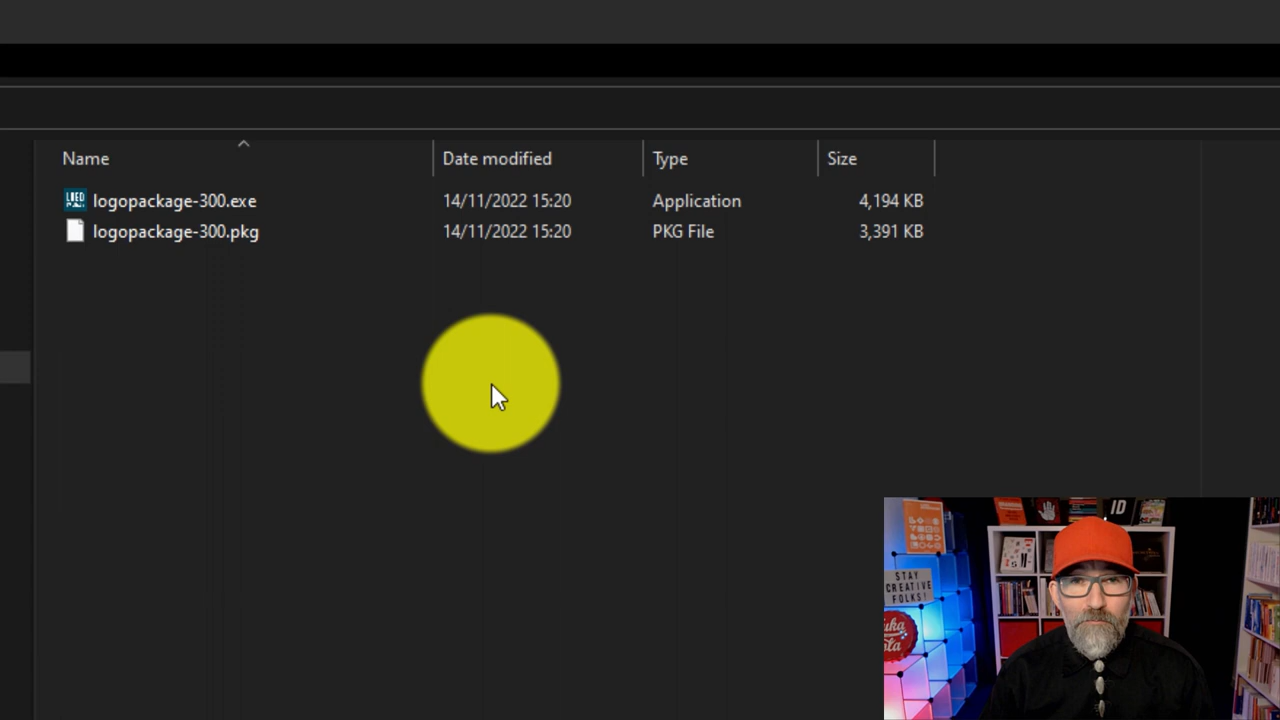 Name Date modified Type Size
logopackage-300.exe 14/11/2022 15:20 Application 4,194 KB
logopackage-300.pkg 14/11/2022 15:20 PKG File 3,391 KB
ID
STAY
CREATIVE
FOLKS!